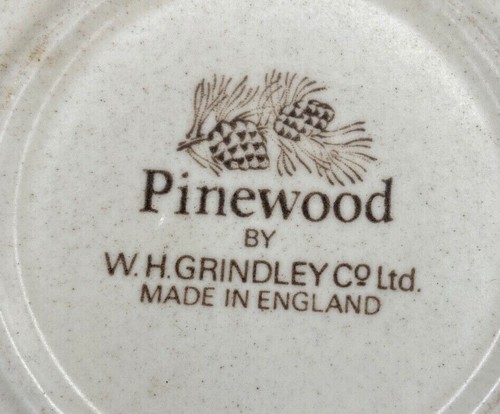 Pinewood
BY
W.H.GRINDLEY Cº Ltd.
MADE IN ENGLAND